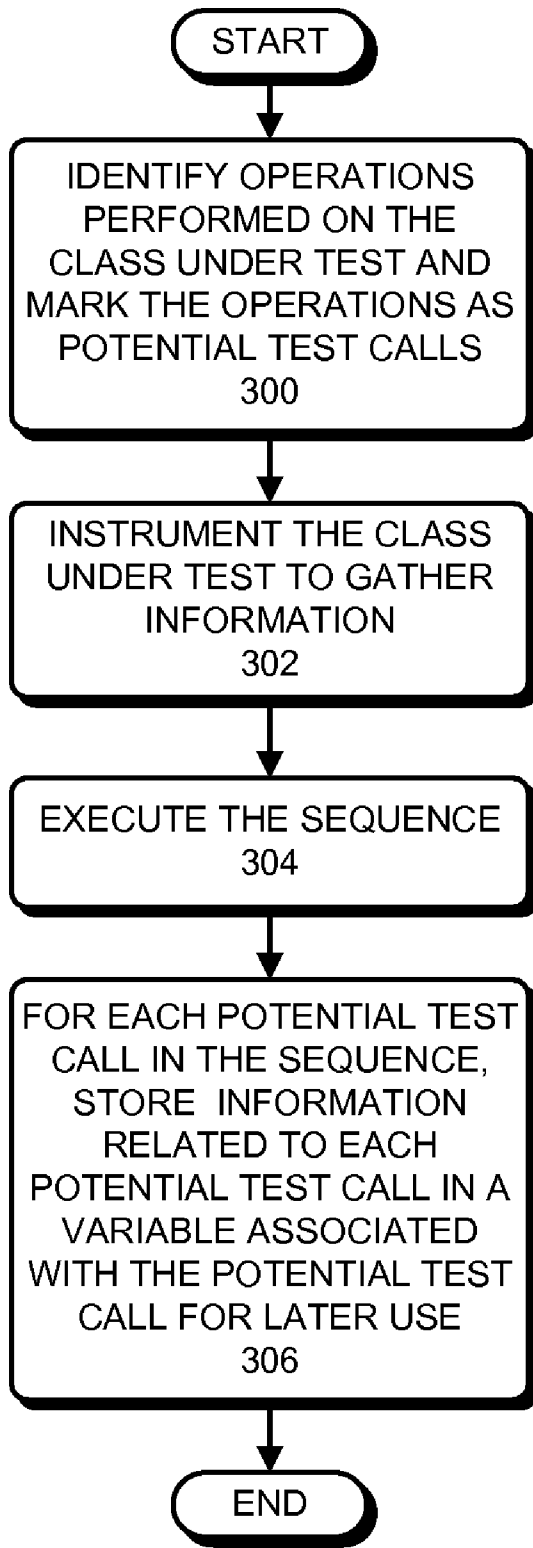 START
IDENTIFY OPERATIONS
PERFORMED ON THE
CLASS UNDER TEST AND
MARK THE OPERATIONS AS
POTENTIAL TEST CALLS
300
INSTRUMENT THE CLASS
UNDER TEST TO GATHER
INFORMATION
302
EXECUTE THE SEQUENCE
304
FOR EACH POTENTIAL TEST
CALL IN THE SEQUENCE,
STORE INFORMATION
RELATED TO EACH
POTENTIAL TEST CALL IN A
VARIABLE ASSOCIATED
WITH THE POTENTIAL TEST
CALL FOR LATER USE
306
END